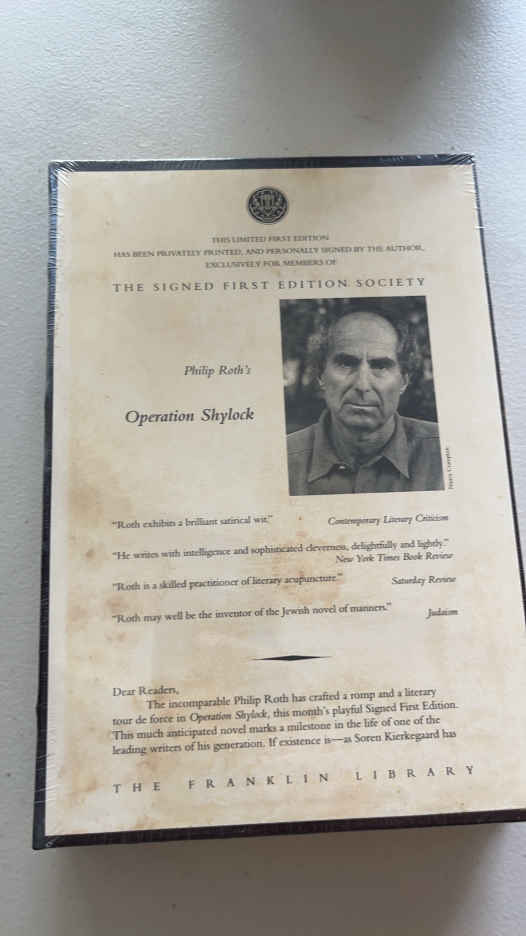 THIS LIMITED FIRST EDITION
HAS BEEN PRIVATELY PRINTED, AND PERSONALLY SIGNED BY THE AUTHOR,
EXCLUSIVELY FOR MEMBERS OF
THE SIGNED FIRST EDITION SOCIETY
Philip Roth's
Operation Shylock
"Roth exhibits a brilliant satirical wit." Contemporary Literary Criticism
"He writes with intelligence and sophisticated cleverness, delightfully and lightly."
New York Times Book Review
"Roth is a skilled practitioner of literary acupuncture." Saturday Review
"Roth may well be the inventor of the Jewish novel of manners." Judaism
Dear Readers,
The incomparable Philip Roth has crafted a romp and a literary
tour de force in Operation Shylock, this month's playful Signed First Edition.
This much anticipated novel marks a milestone in the life of one of the
leading writers of his generation. If existence is—as Soren Kierkegaard has
THE FRANKLIN LIBRARY